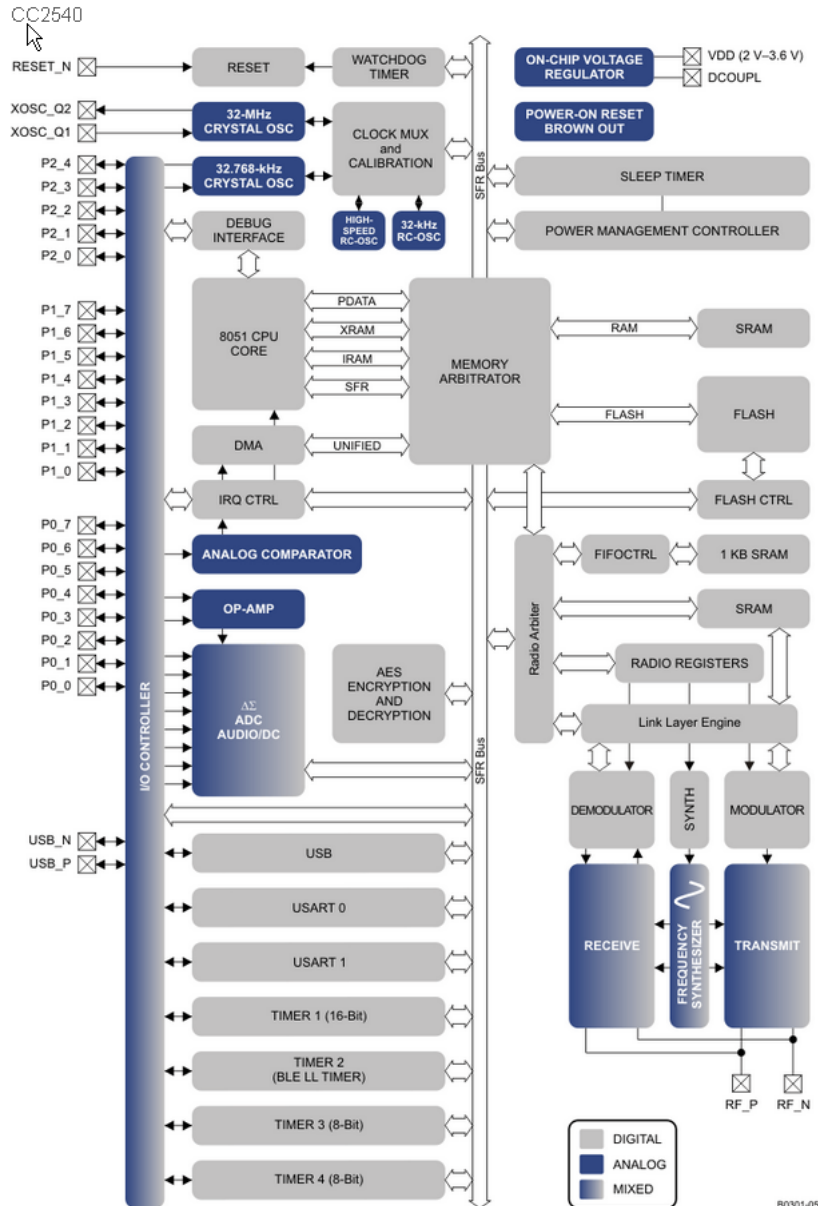 CC2540
RESET_N
RESET
WATCHDOG
TIMER
ON-CHIP VOLTAGE
REGULATOR
VDD (2 V–3.6 V)
DCOUPL
XOSC_Q2
XOSC_Q1
32-MHz
CRYSTAL OSC
CLOCK MUX
and
CALIBRATION
POWER-ON RESET
BROWN OUT
SFR Bus
P2_4
P2_3
P2_2
P2_1
P2_0
32.768-kHz
CRYSTAL OSC
SLEEP TIMER
DEBUG
INTERFACE
HIGH-
SPEED
RC-OSC
32-kHz
RC-OSC
POWER MANAGEMENT CONTROLLER
P1_7
P1_6
P1_5
P1_4
P1_3
P1_2
P1_1
P1_0
8051 CPU
CORE
PDATA
XRAM
IRAM
SFR
MEMORY
ARBITRATOR
RAM
SRAM
FLASH
FLASH
DMA
UNIFIED
IRQ CTRL
FLASH CTRL
P0_7
P0_6
P0_5
P0_4
P0_3
P0_2
P0_1
P0_0
ANALOG COMPARATOR
FIFOCTRL
1 KB SRAM
OP-AMP
SRAM
Radio Arbiter
I/O CONTROLLER
ΔΣ
ADC
AUDIO/DC
AES
ENCRYPTION
AND
DECRYPTION
RADIO REGISTERS
Link Layer Engine
SFR Bus
DEMODULATOR
SYNTH
MODULATOR
USB_N
USB_P
USB
USART 0
USART 1
TIMER 1 (16-Bit)
TIMER 2
(BLE LL TIMER)
TIMER 3 (8-Bit)
TIMER 4 (8-Bit)
RECEIVE
FREQUENCY
SYNTHESIZER
TRANSMIT
RF_P
RF_N
DIGITAL
ANALOG
MIXED
B0301-05